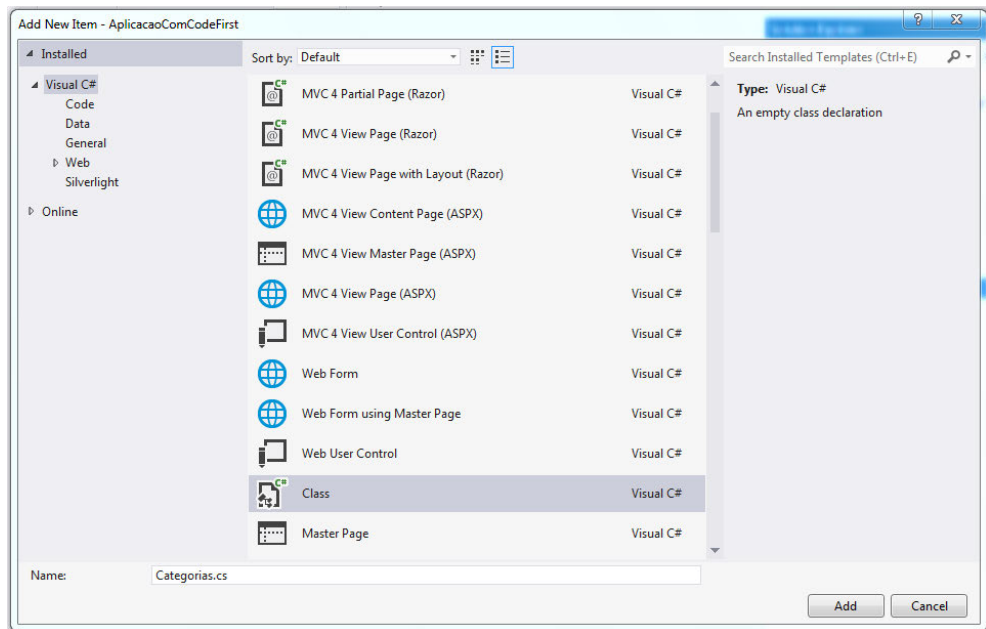 Add New Item - AplicacaoComCodeFirst
Installed
Sort by: Default
Search Installed Templates (Ctrl+E)
Visual C#
Code
Data
General
Web
Silverlight
Online
MVC 4 Partial Page (Razor) Visual C#
MVC 4 View Page (Razor) Visual C#
MVC 4 View Page with Layout (Razor) Visual C#
MVC 4 View Content Page (ASPX) Visual C#
MVC 4 View Master Page (ASPX) Visual C#
MVC 4 View Page (ASPX) Visual C#
MVC 4 View User Control (ASPX) Visual C#
Web Form Visual C#
Web Form using Master Page Visual C#
Web User Control Visual C#
Class Visual C#
Master Page Visual C#
Type: Visual C#
An empty class declaration
Name: Categorias.cs
Add Cancel